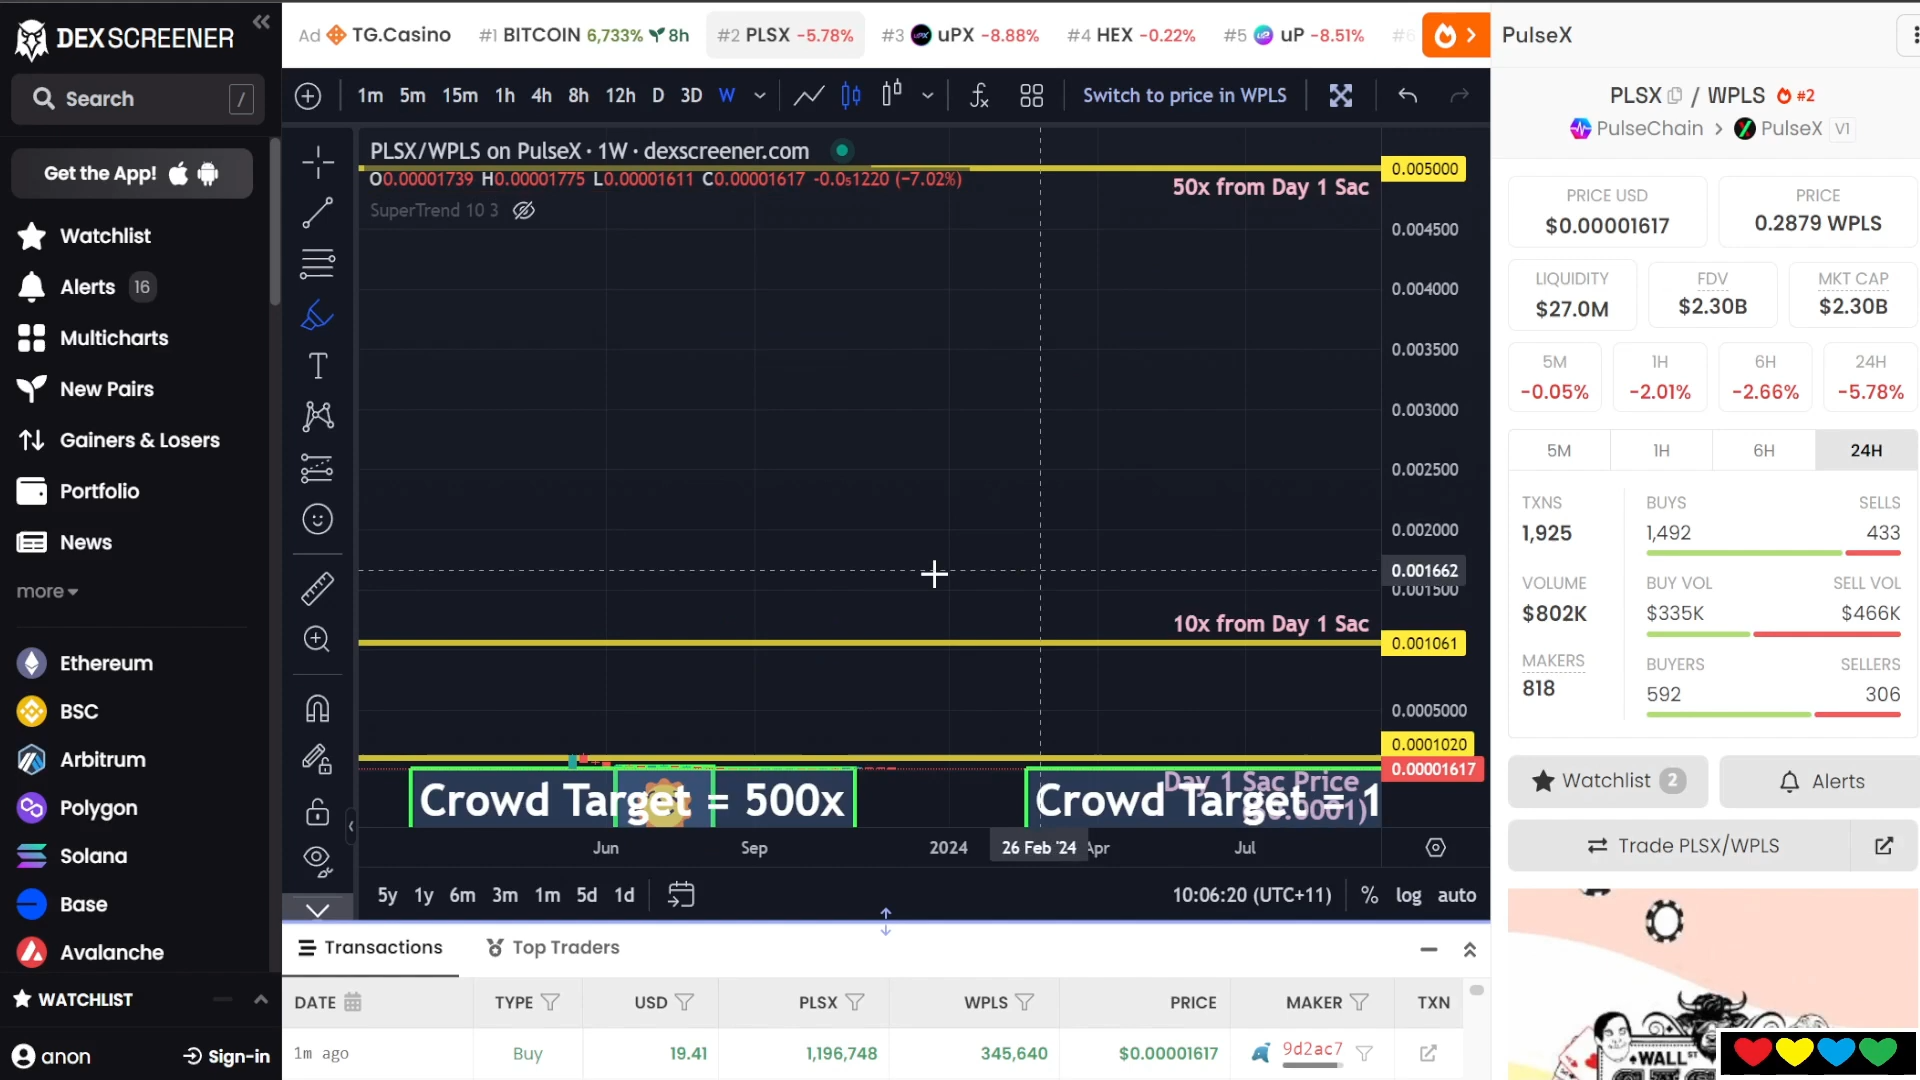 DEX SCREENER
Search /
Get the App!
Watchlist
Alerts 16
Multicharts
New Pairs
Gainers & Losers
Portfolio
News
more
Ethereum
BSC
Arbitrum
Polygon
Solana
Base
Avalanche
WATCHLIST
anon Sign-in
Ad TG.Casino #1 BITCOIN 6,733% 8h #2 PLSX -5.78% #3 uPX -8.88% #4 HEX -0.22% #5 uP -8.51% #6
1m 5m 15m 1h 4h 8h 12h D 3D W Switch to price in WPLS
PLSX/WPLS on PulseX · 1W · dexscreener.com
O0.00001739 H0.00001775 L0.00001611 C0.00001617 -0.0₅1220 (−7.02%)
SuperTrend 10 3
50x from Day 1 Sac
10x from Day 1 Sac
Day 1 Sac Price
Crowd Target = 500x
Crowd Target = 1
0.005000
0.004500
0.004000
0.003500
0.003000
0.002500
0.002000
0.001662
0.001500
0.001061
0.0005000
0.0001020
0.00001617
Jun Sep 2024 26 Feb '24 Apr Jul
5y 1y 6m 3m 1m 5d 1d 10:06:20 (UTC+11) % log auto
Transactions Top Traders
DATE TYPE USD PLSX WPLS PRICE MAKER TXN
1m ago Buy 19.41 1,196,748 345,640 $0.00001617 9d2ac7
PulseX
PLSX / WPLS #2
PulseChain > PulseX V1
PRICE USD PRICE
$0.00001617 0.2879 WPLS
LIQUIDITY FDV MKT CAP
$27.0M $2.30B $2.30B
5M 1H 6H 24H
-0.05% -2.01% -2.66% -5.78%
5M 1H 6H 24H
TXNS BUYS SELLS
1,925 1,492 433
VOLUME BUY VOL SELL VOL
$802K $335K $466K
MAKERS BUYERS SELLERS
818 592 306
Watchlist 2 Alerts
Trade PLSX/WPLS
WALL ST